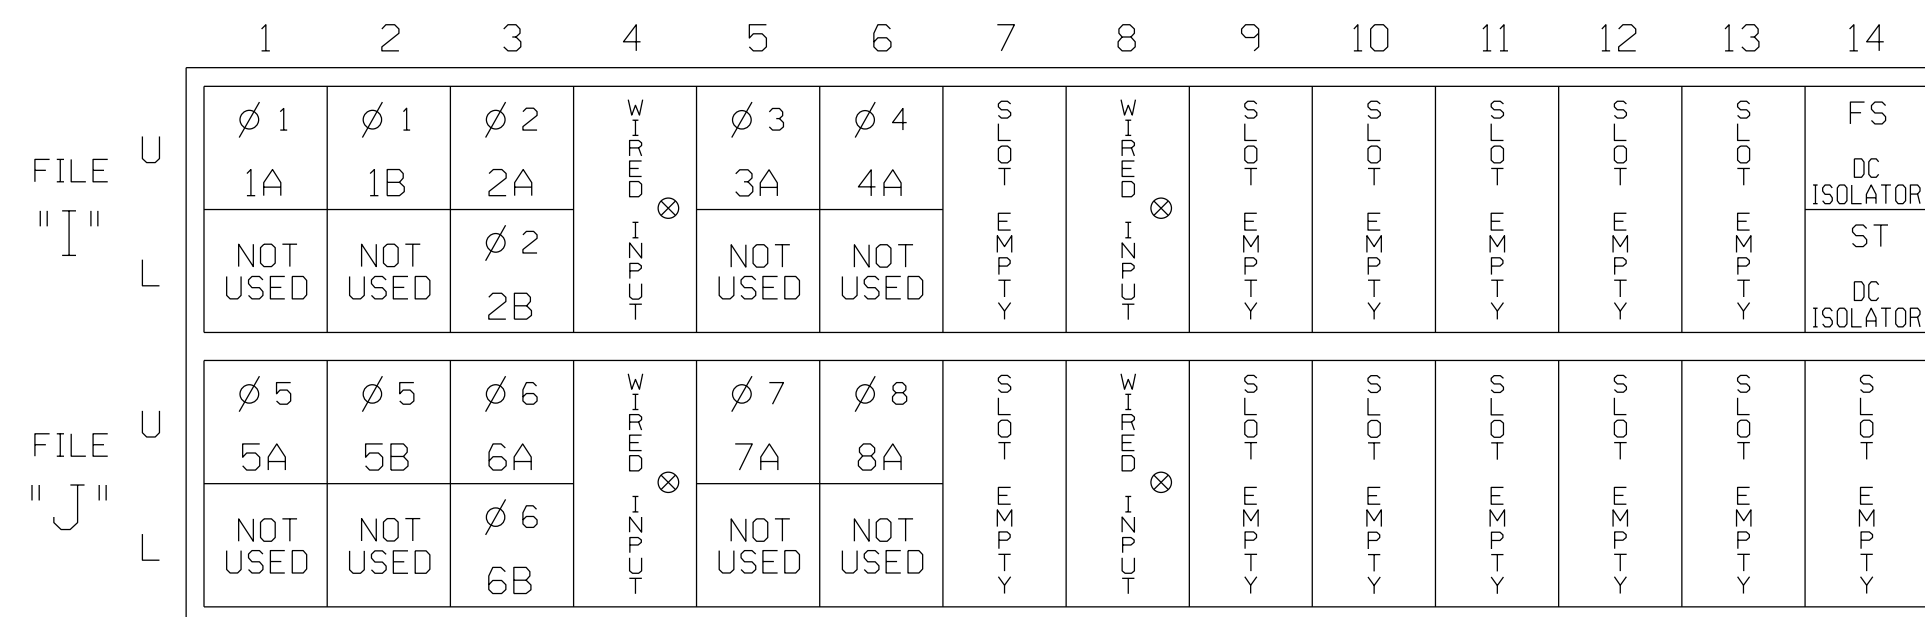 1 2 3 4 5 6 7 8 9 10 11 12 13 14
FILE "I"
U
L
Ø 1
1A
NOT
USED
Ø 1
1B
NOT
USED
Ø 2
2A
Ø 2
2B
WIRED INPUT
Ø 3
3A
NOT
USED
Ø 4
4A
NOT
USED
SLOT EMPTY
WIRED INPUT
SLOT EMPTY
SLOT EMPTY
SLOT EMPTY
SLOT EMPTY
SLOT EMPTY
FS
DC
ISOLATOR
ST
DC
ISOLATOR
FILE
"J"
U
L
Ø 5
5A
NOT
USED
Ø 5
5B
NOT
USED
Ø 6
6A
Ø 6
6B
WIRED INPUT
Ø 7
7A
NOT
USED
Ø 8
8A
NOT
USED
SLOT EMPTY
WIRED INPUT
SLOT EMPTY
SLOT EMPTY
SLOT EMPTY
SLOT EMPTY
SLOT EMPTY
SLOT EMPTY